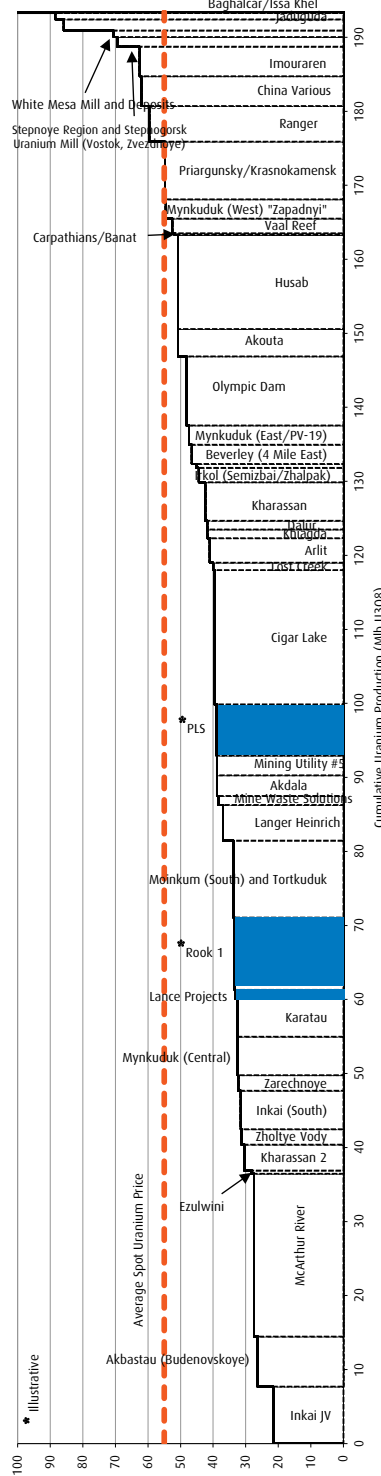 Baghalcar/Issa Khel
Jaduguda
White Mesa Mill and Deposits
Imouraren
China Various
Stepnoye Region and Stepnogorsk
Uranium Mill (Vostok, Zvezdnoye)
Ranger
Priargunsky/Krasnokamensk
Mynkuduk (West) "Zapadnyi"
Vaal Reef
Carpathians/Banat
Husab
Akouta
Olympic Dam
Mynkuduk (East/PV-19)
Beverley (4 Mile East)
Irkol (Semizbai/Zhalpak)
Kharassan
Dalur
Khiagda
Arlit
Lost Creek
Cigar Lake
* PLS
Mining Utility #5
Akdala
Mine Waste Solutions
Langer Heinrich
Moinkum (South) and Tortkuduk
* Rook 1
Lance Projects
Karatau
Mynkuduk (Central)
Zarechnoye
Inkai (South)
Zholtye Vody
Kharassan 2
Ezulwini
McArthur River
Average Spot Uranium Price
Akbastau (Budenovskoye)
Inkai JV
* Illustrative
100 90 80 70 60 50 40 30 20 10 0
0 10 20 30 40 50 60 70 80 90 100 110 120 130 140 150 160 170 180 190
Cumulative Uranium Production (Mlb U308)